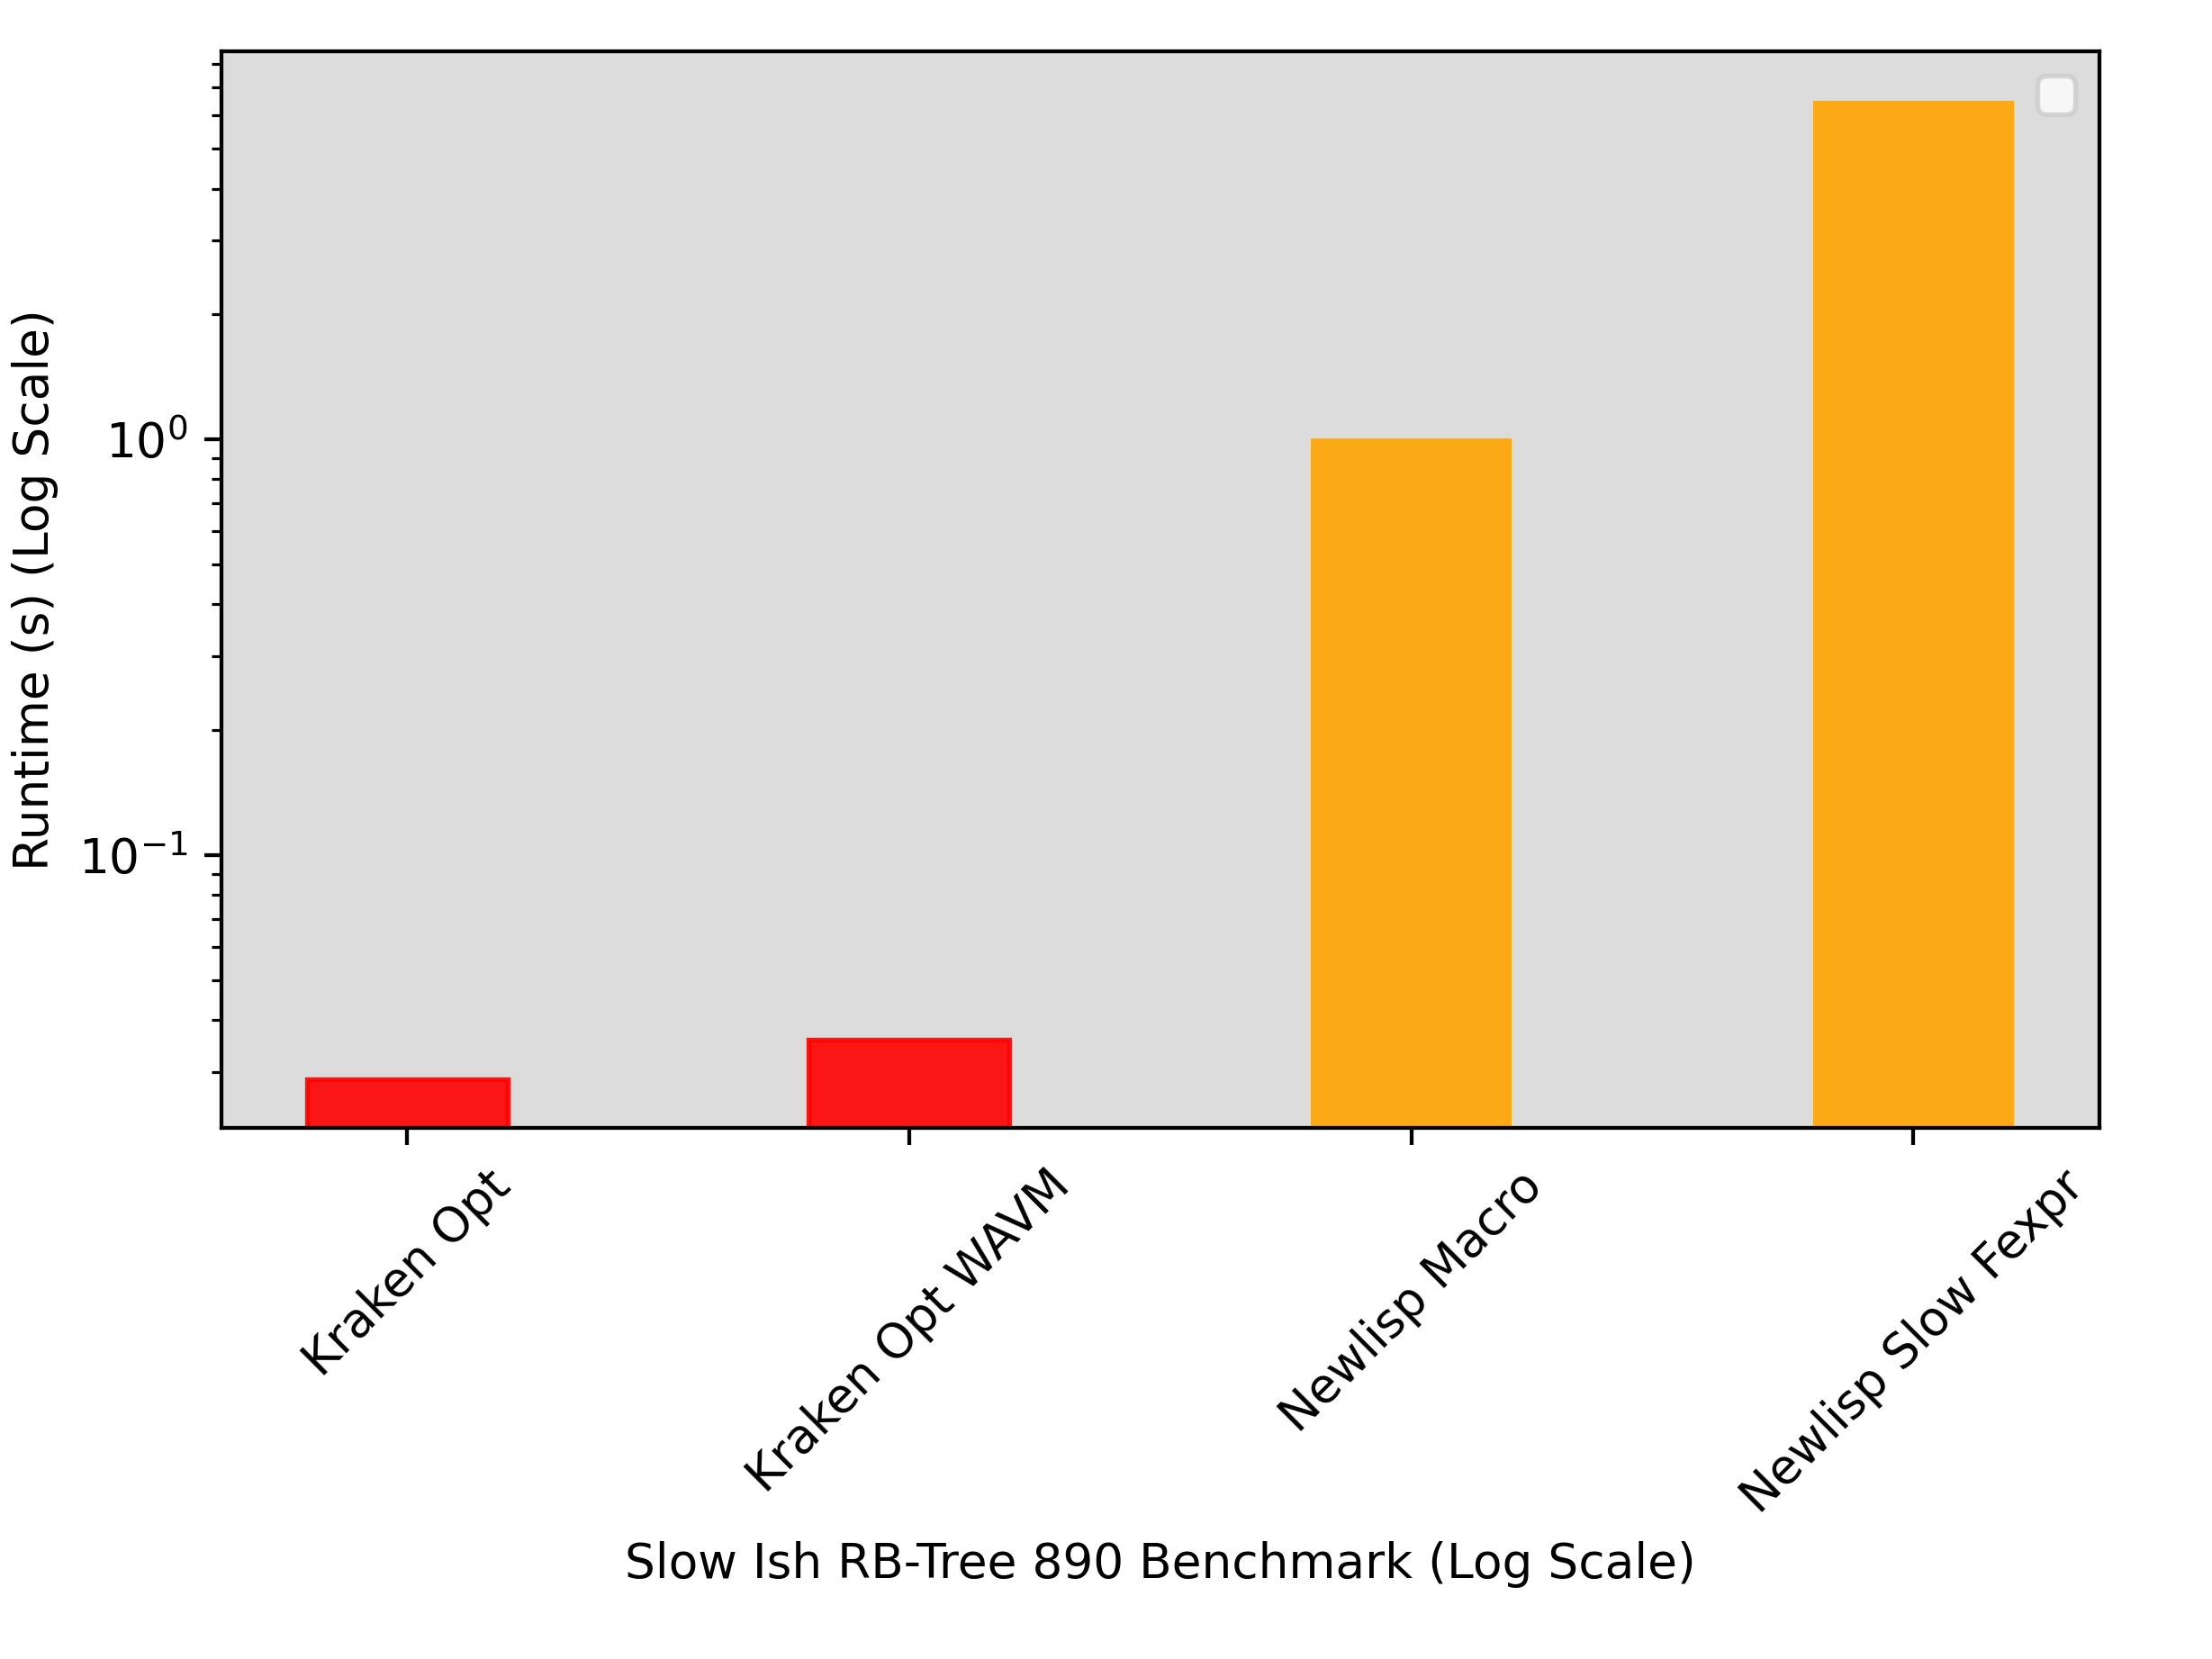 Runtime (s) (Log Scale)
10⁰
10⁻¹
Kraken Opt
Kraken Opt WAVM
Newlisp Macro
Newlisp Slow Fexpr
Slow Ish RB-Tree 890 Benchmark (Log Scale)